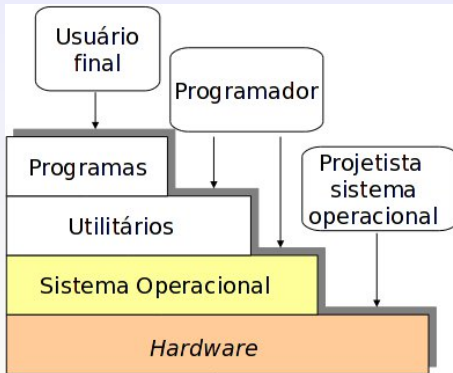 Usuário
final
Programador
Projetista
sistema
operacional
Programas
Utilitários
Sistema Operacional
Hardware